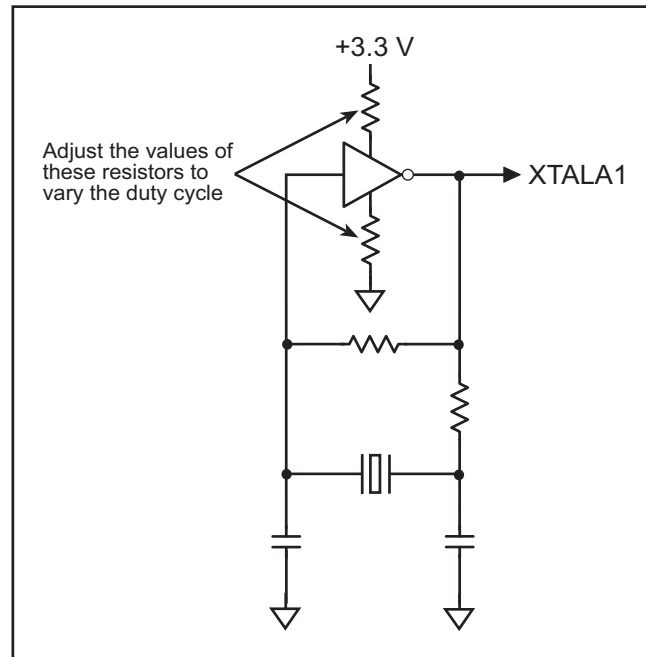 +3.3 V
Adjust the values of
these resistors to
vary the duty cycle
XTALA1